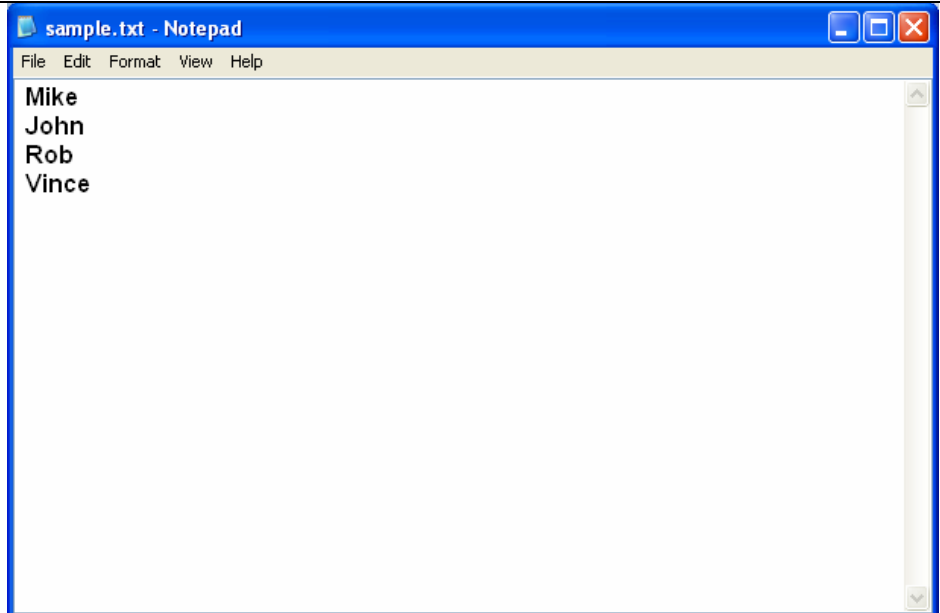 sample.txt - Notepad
File Edit Format View Help
Mike
John
Rob
Vince